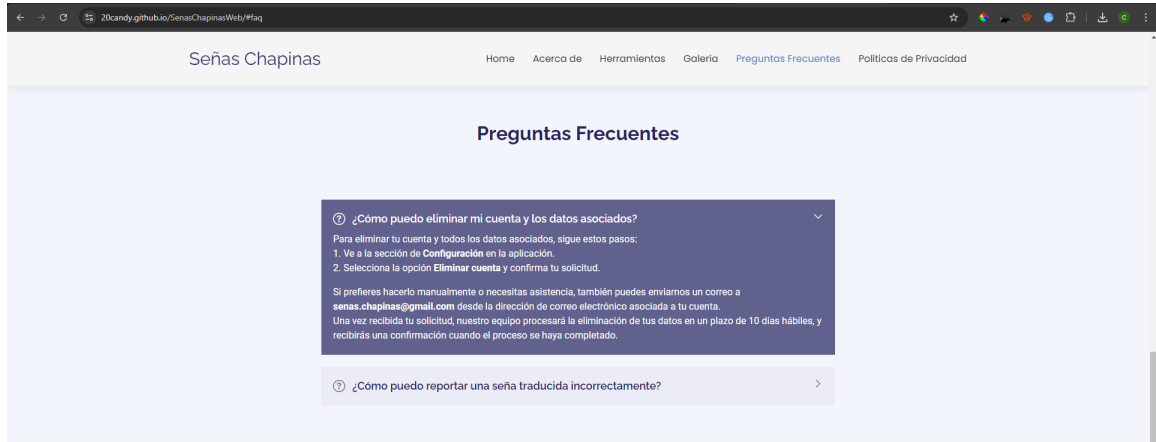 20candy.github.io/SenasChapinasWeb/#faq
C
Señas Chapinas
Home Acerca de Herramientas Galería Preguntas Frecuentes Políticas de Privacidad
Preguntas Frecuentes
¿Cómo puedo eliminar mi cuenta y los datos asociados?
Para eliminar tu cuenta y todos los datos asociados, sigue estos pasos:
1. Ve a la sección de Configuración en la aplicación.
2. Selecciona la opción Eliminar cuenta y confirma tu solicitud.
Si prefieres hacerlo manualmente o necesitas asistencia, también puedes enviarnos un correo a
senas.chapinas@gmail.com desde la dirección de correo electrónico asociada a tu cuenta.
Una vez recibida tu solicitud, nuestro equipo procesará la eliminación de tus datos en un plazo de 10 días hábiles, y
recibirás una confirmación cuando el proceso se haya completado.
¿Cómo puedo reportar una seña traducida incorrectamente?